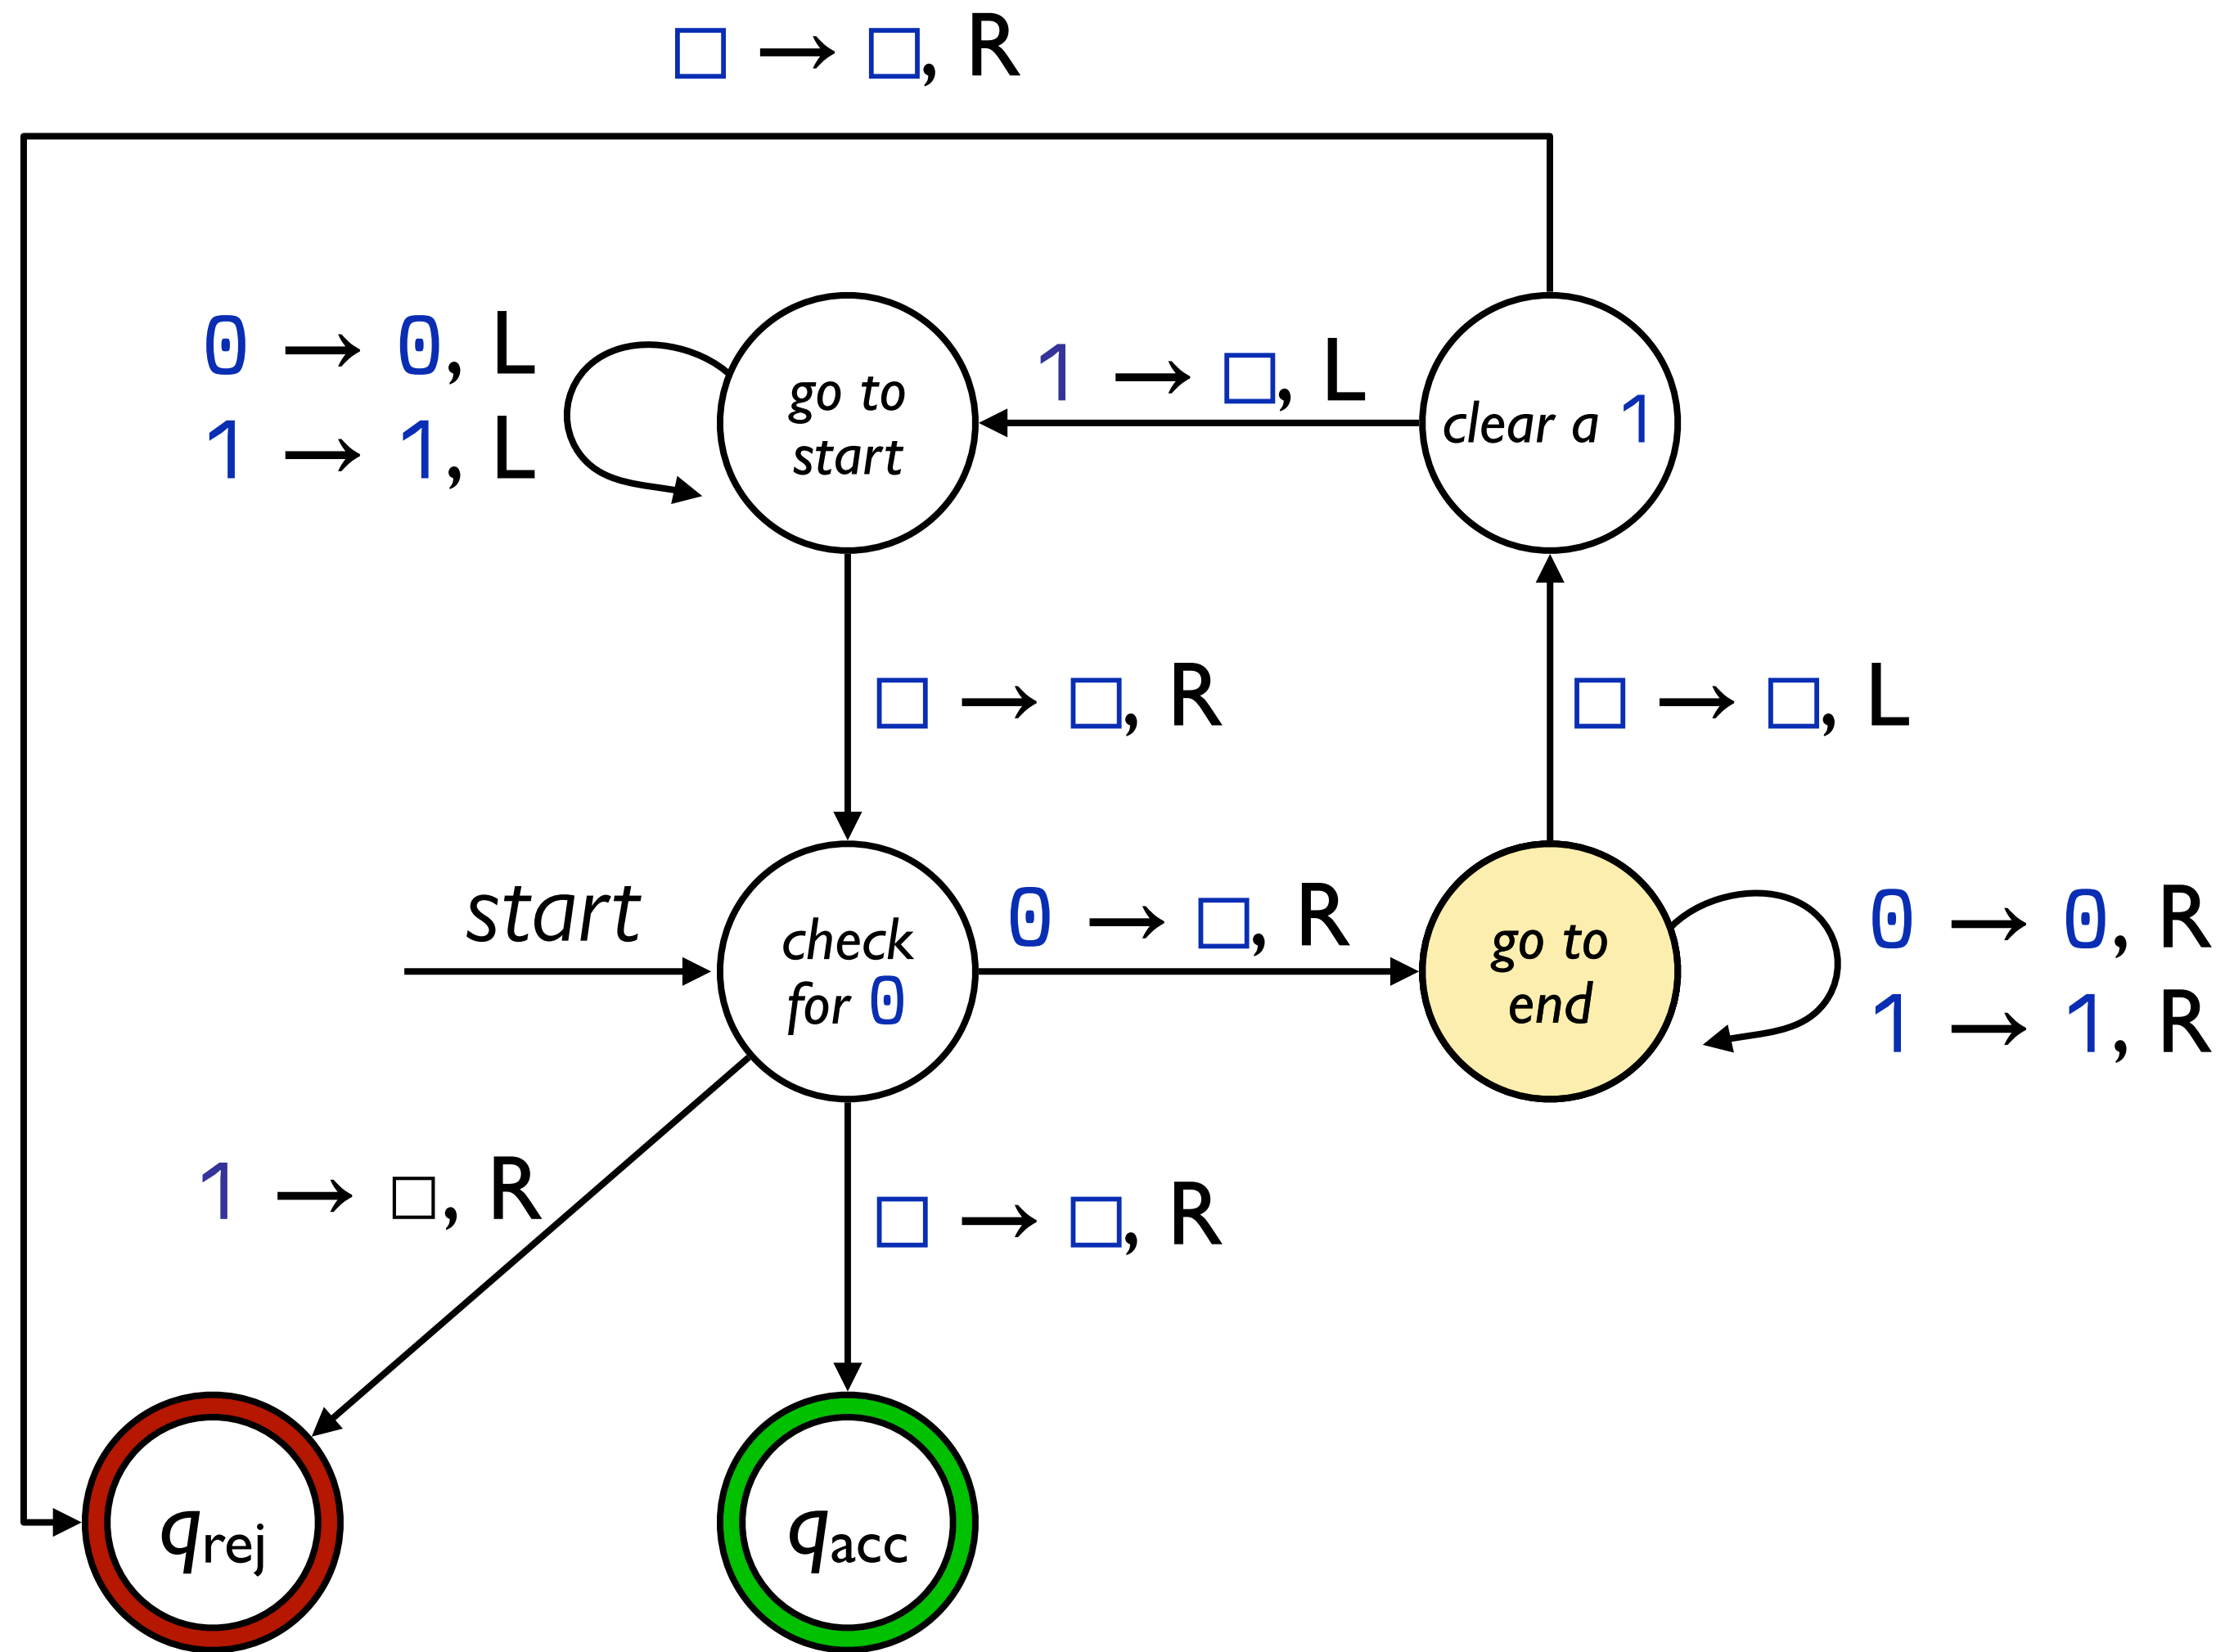 □ → □, R
0 → 0, L
1 → 1, L
go to
start
1 → □, L
clear a 1
□ → □, R
□ → □, L
start
check
for 0
0 → □, R
go to
end
0 → 0, R
1 → 1, R
1 → □, R
□ → □, R
qrej
qacc